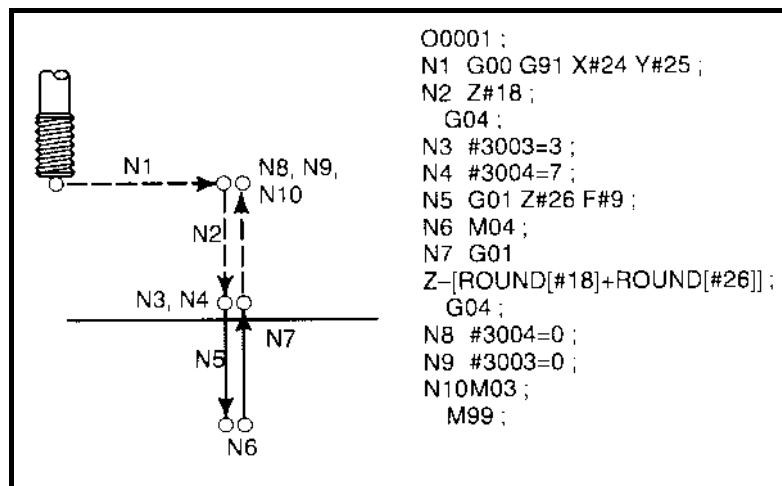 O0001 ;
N1 G00 G91 X#24 Y#25 ;
N2 Z#18 ;
G04 ;
N3 #3003=3 ;
N4 #3004=7 ;
N5 G01 Z#26 F#9 ;
N6 M04 ;
N7 G01
Z–[ROUND[#18]+ROUND[#26]] ;
G04 ;
N8 #3004=0 ;
N9 #3003=0 ;
N10M03 ;
M99 ;
N1
N8, N9,
N10
N2
N3, N4
N7
N5
N6